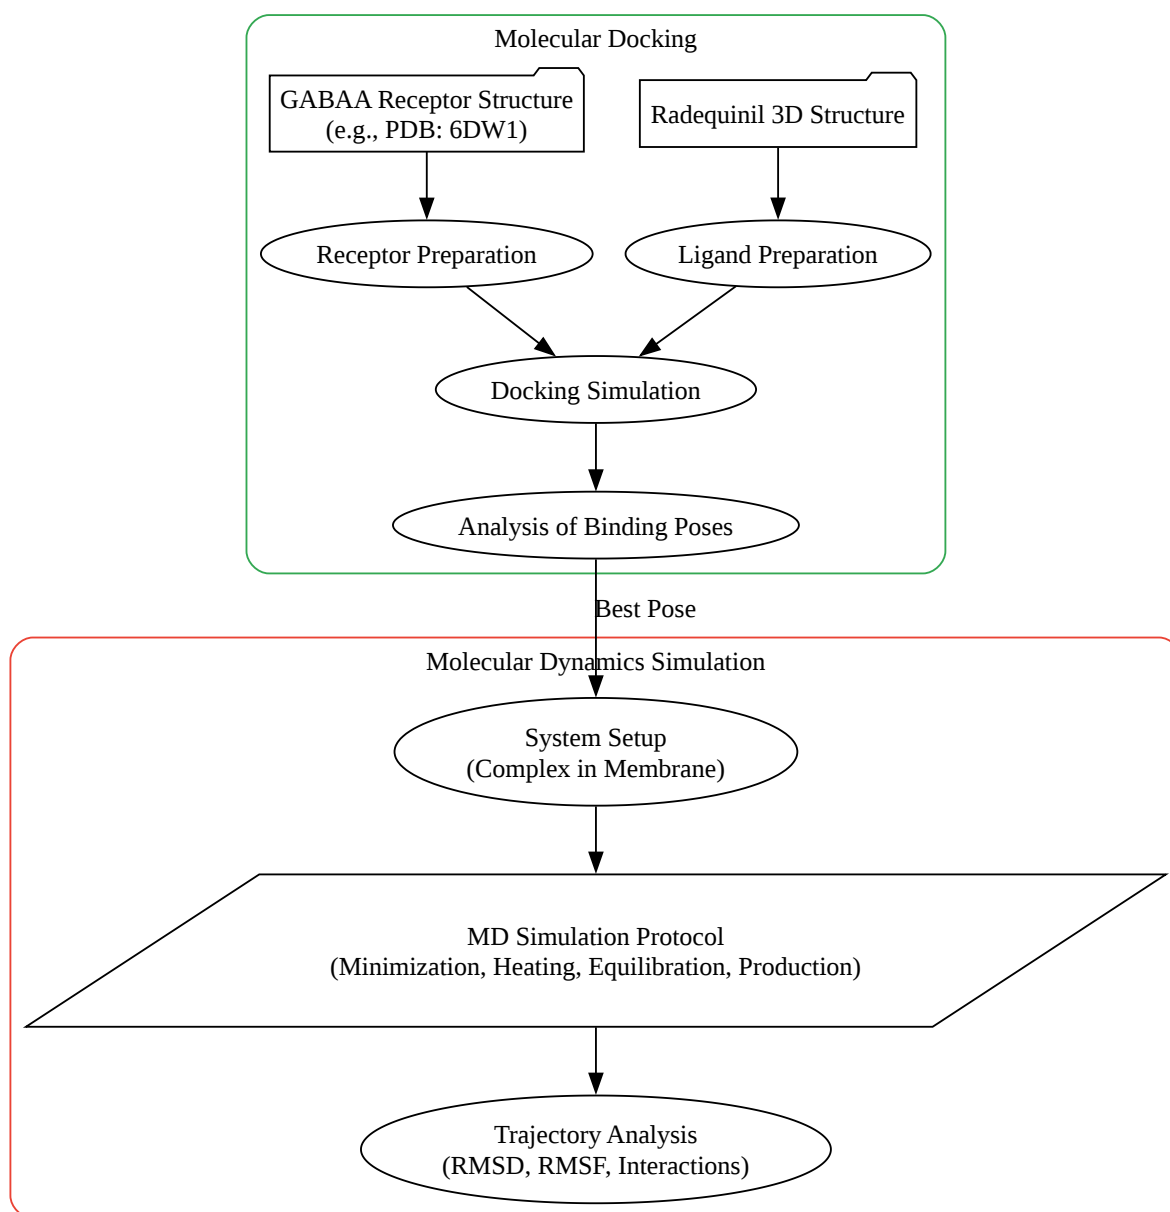 Molecular Docking
GABAA Receptor Structure
(e.g., PDB: 6DW1)
Radequinil 3D Structure
Receptor Preparation
Ligand Preparation
Docking Simulation
Analysis of Binding Poses
Best Pose
Molecular Dynamics Simulation
System Setup
(Complex in Membrane)
MD Simulation Protocol
(Minimization, Heating, Equilibration, Production)
Trajectory Analysis
(RMSD, RMSF, Interactions)